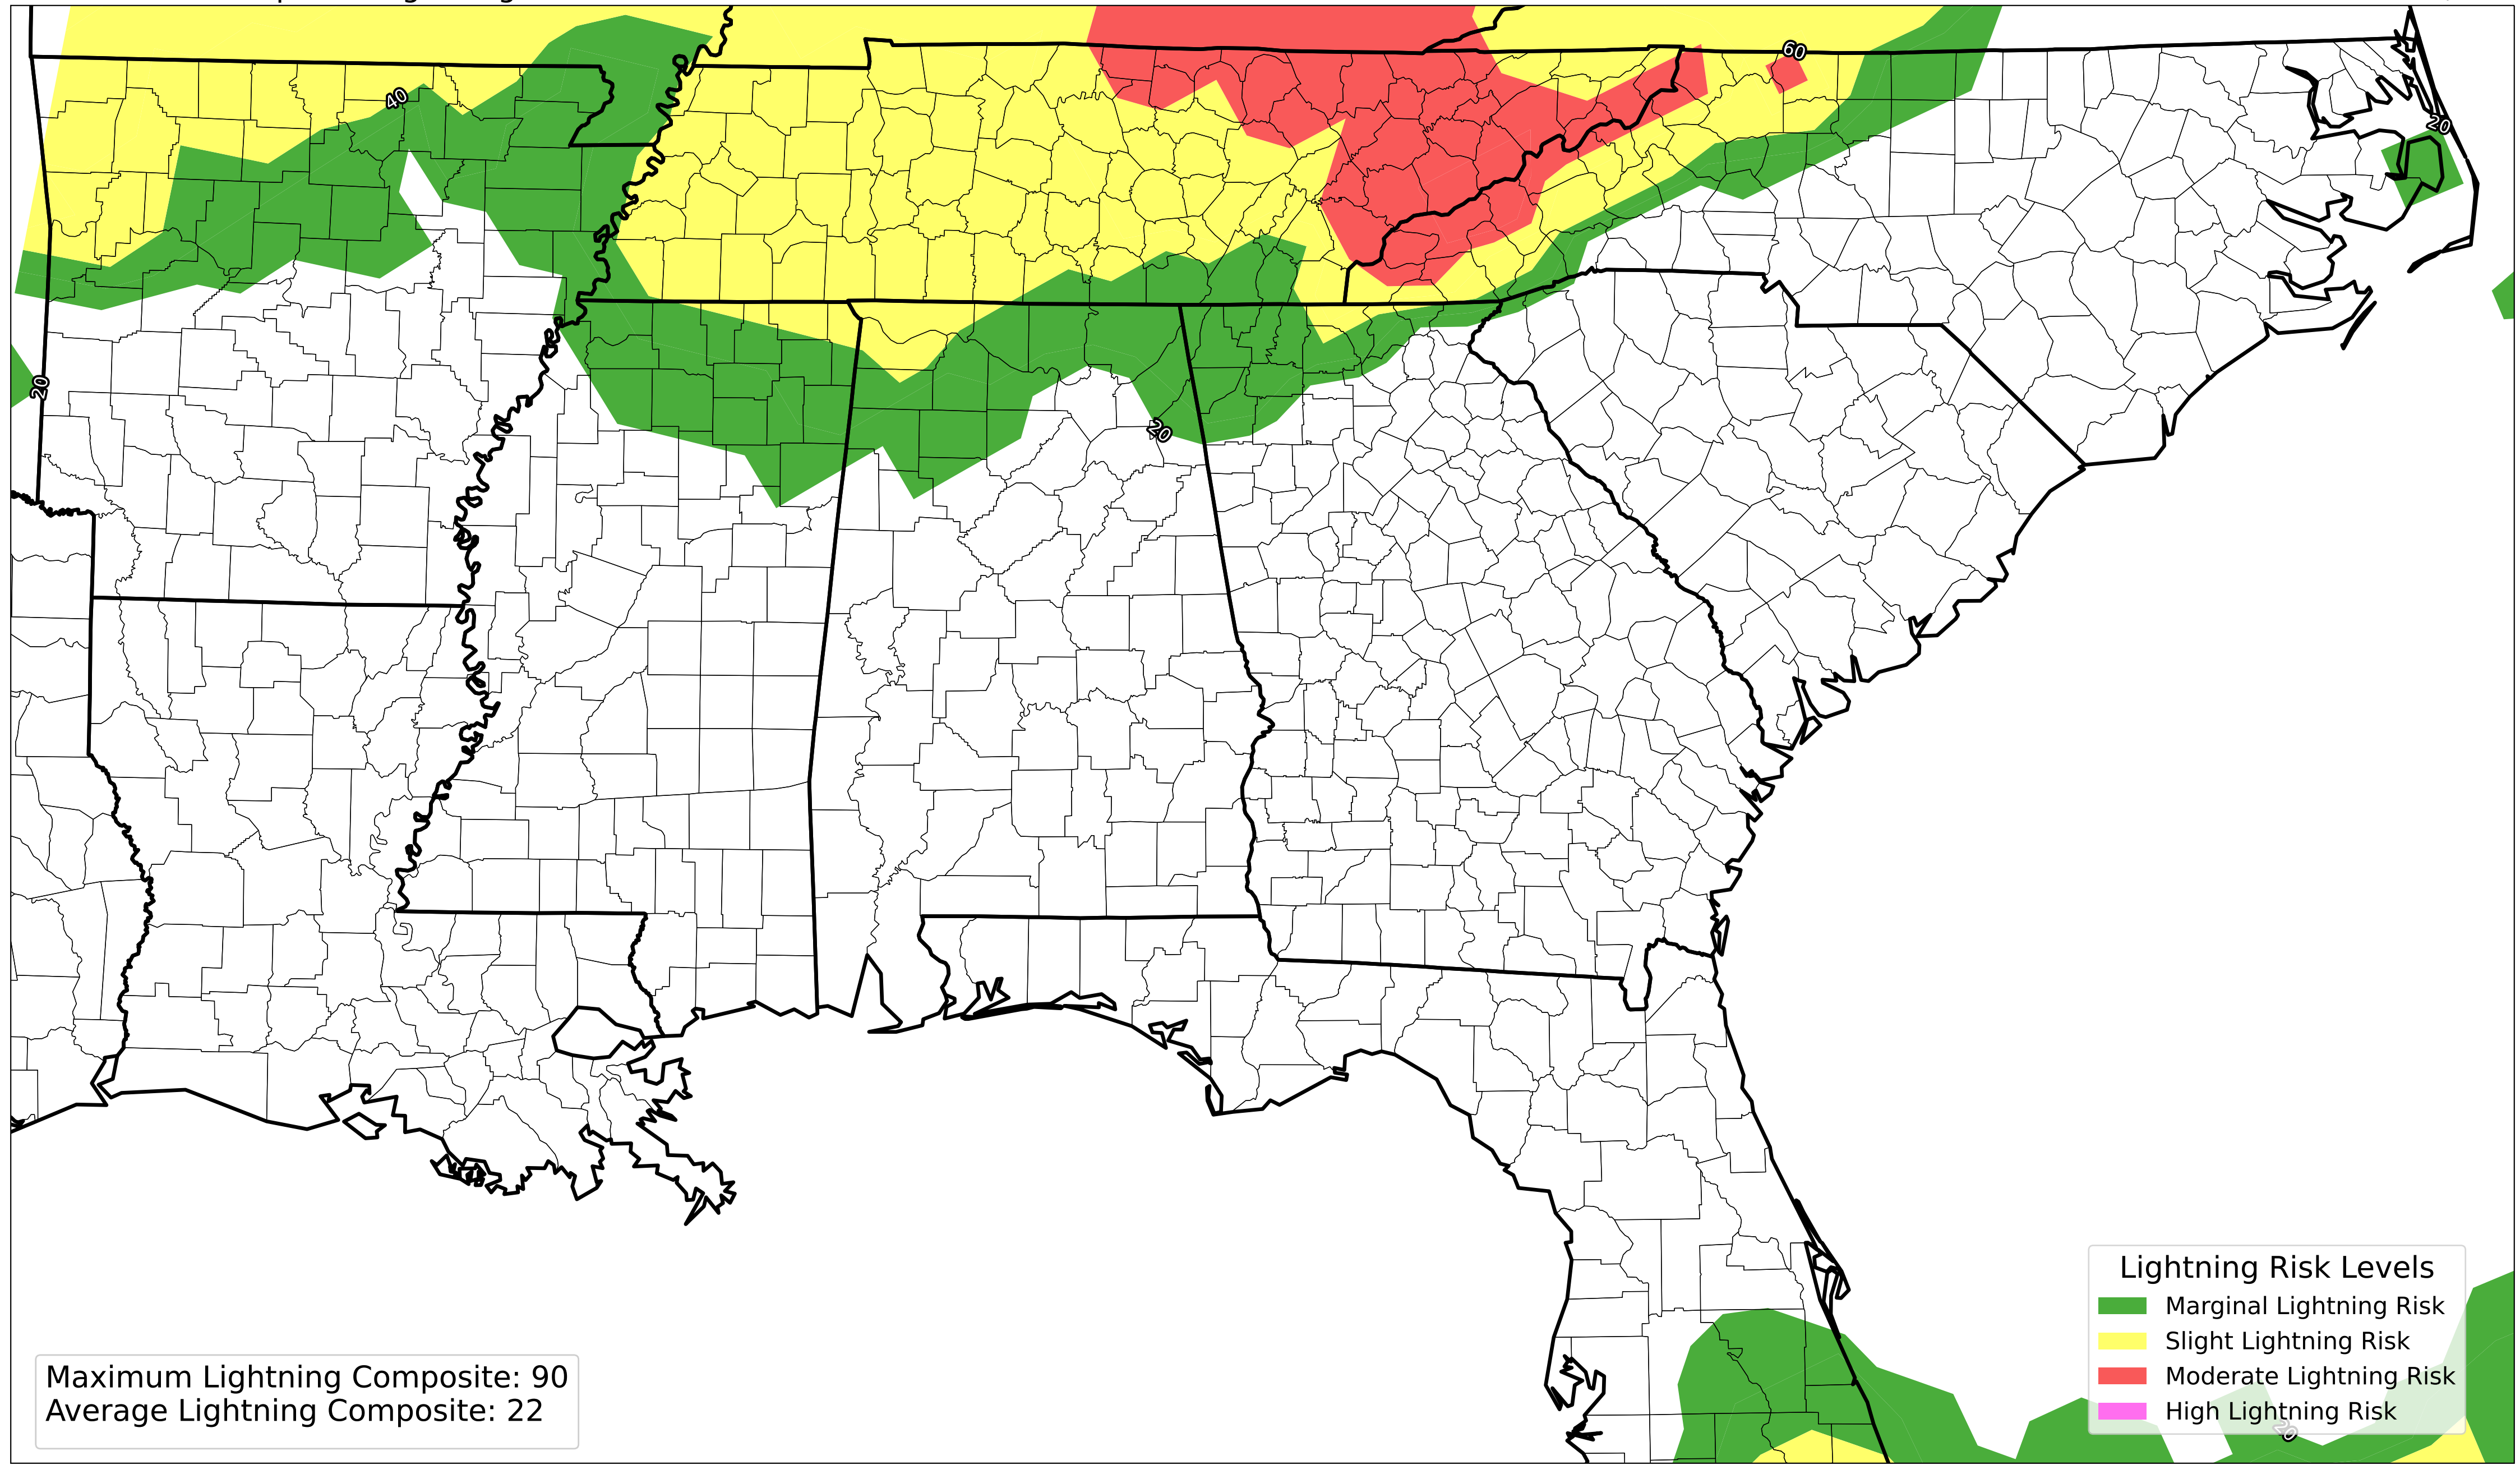 60
40
20
20
20
Lightning Risk Levels
Marginal Lightning Risk
Slight Lightning Risk
Moderate Lightning Risk
High Lightning Risk
20
Maximum Lightning Composite: 90
Average Lightning Composite: 22